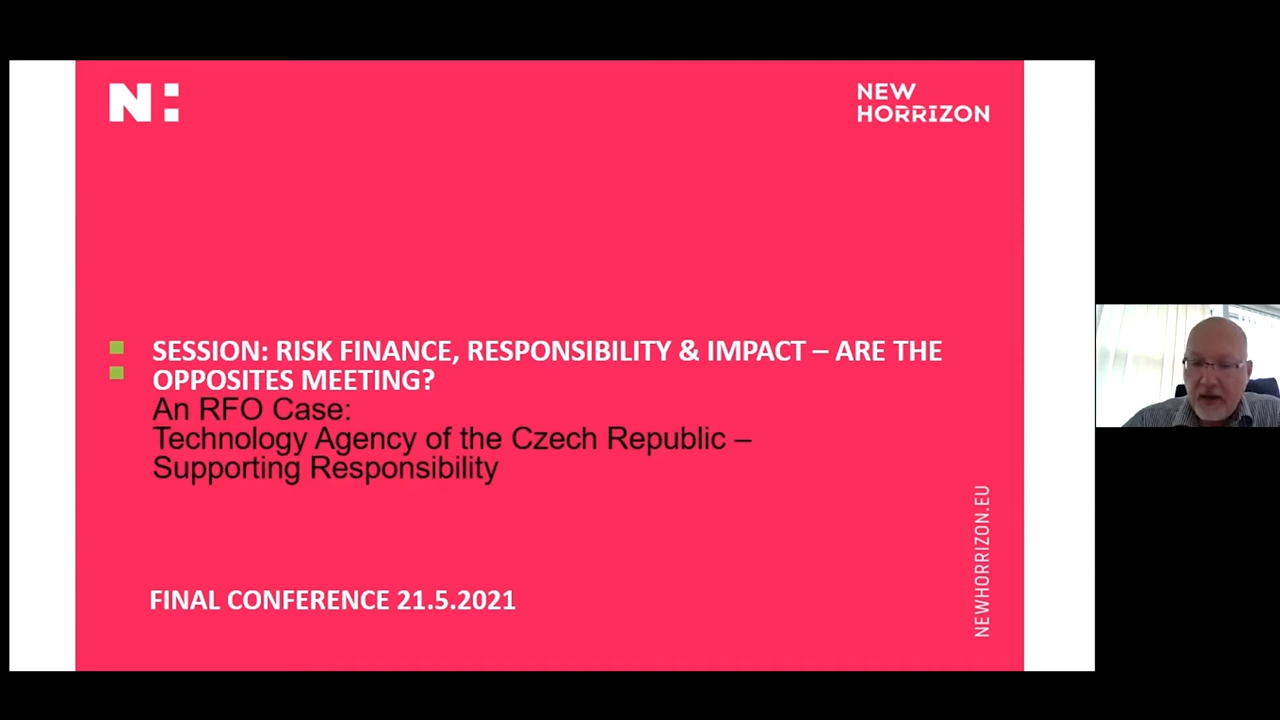 N:
NEW
HORRIZON
SESSION: RISK FINANCE, RESPONSIBILITY & IMPACT – ARE THE
OPPOSITES MEETING?
An RFO Case:
Technology Agency of the Czech Republic –
Supporting Responsibility
NEWHORRIZON.EU
FINAL CONFERENCE 21.5.2021